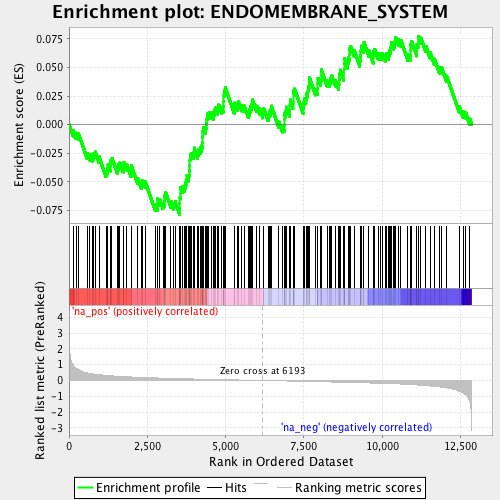 Enrichment plot: ENDOMEMBRANE_SYSTEM
Enrichment score (ES)
0.075
0.050
0.025
0.000
-0.025
-0.050
-0.075
'na_pos' (positively correlated)
Ranked list metric (PreRanked)
4
3
2
1
0
-1
-2
-3
Zero cross at 6193
'na_neg' (negatively correlated)
0
2,500
5,000
7,500
10,000
12,500
Rank in Ordered Dataset
Enrichment profile
Hits
Ranking metric scores